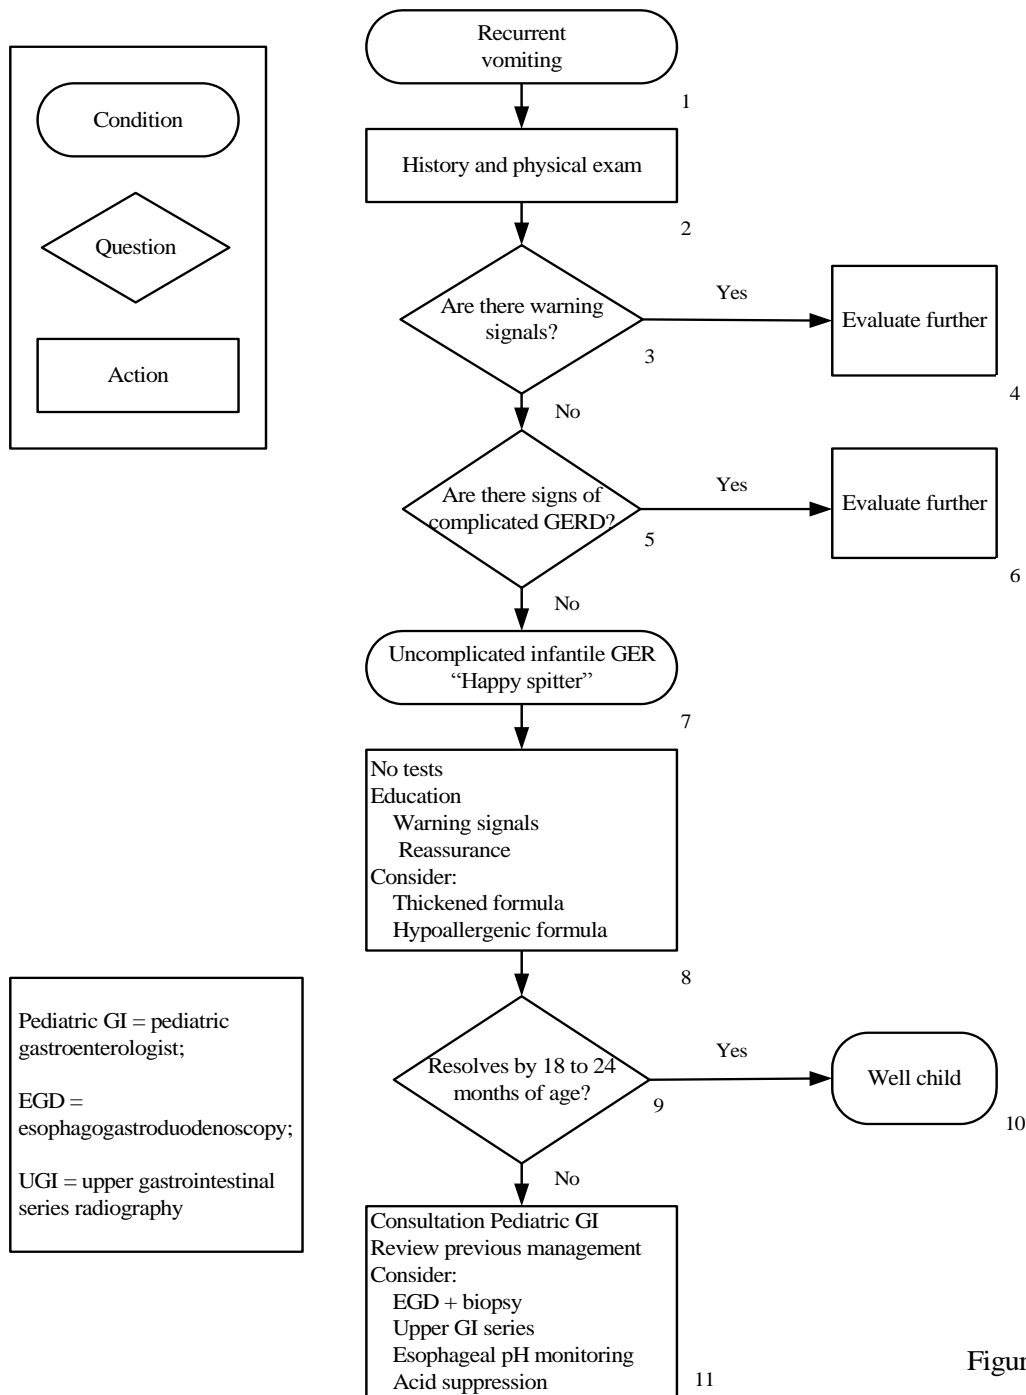 Recurrent
vomiting
1
Condition
Question
Action
History and physical exam
2
Are there warning
signals?
3
Yes
Evaluate further
4
No
Are there signs of
complicated GERD?
5
Yes
Evaluate further
6
No
Uncomplicated infantile GER
“Happy spitter”
7
No tests
Education
Warning signals
Reassurance
Consider:
Thickened formula
Hypoallergenic formula
8
Resolves by 18 to 24
months of age?
9
Yes
Well child
10
No
Pediatric GI = pediatric
gastroenterologist;
EGD =
esophagogastroduodenoscopy;
UGI = upper gastrointestinal
series radiography
Consultation Pediatric GI
Review previous management
Consider:
EGD + biopsy
Upper GI series
Esophageal pH monitoring
Acid suppression
11
Figur